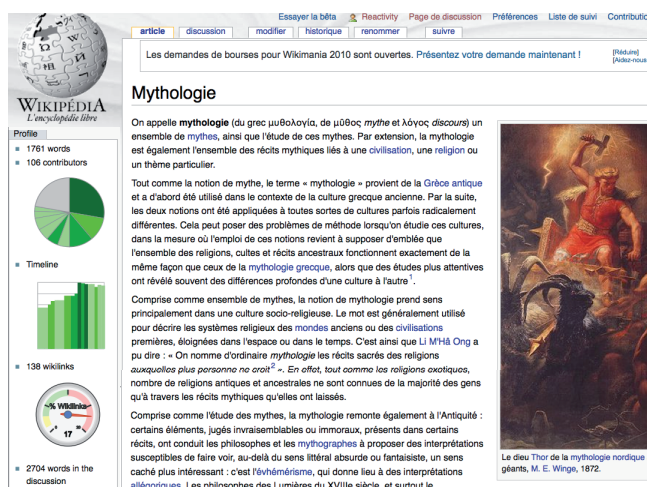 Essayer la bêta Reactivity Page de discussion Préférences Liste de suivi Contributio
article discussion modifier historique renommer suivre
Les demandes de bourses pour Wikimania 2010 sont ouvertes. Présentez votre demande maintenant !
[Réduire]
[Aidez-nous
WIKIPÉDIA
L'encyclopédie libre
Profile
1761 words
106 contributors
Timeline
138 wikilinks
% Wikilinks
17
2704 words in the
discussion
Mythologie
On appelle mythologie (du grec μυθολογία, de μῦθος mythe et λόγος discours) un
ensemble de mythes, ainsi que l'étude de ces mythes. Par extension, la mythologie
est également l'ensemble des récits mythiques liés à une civilisation, une religion ou
un thème particulier.
Tout comme la notion de mythe, le terme « mythologie » provient de la Grèce antique
et a d'abord été utilisé dans le contexte de la culture grecque ancienne. Par la suite,
les deux notions ont été appliquées à toutes sortes de cultures parfois radicalement
différentes. Cela peut poser des problèmes de méthode lorsqu'on étudie ces cultures,
dans la mesure où l'emploi de ces notions revient à supposer d'emblée que
l'ensemble des religions, cultes et récits ancestraux fonctionnent exactement de la
même façon que ceux de la mythologie grecque, alors que des études plus attentives
ont révélé souvent des différences profondes d'une culture à l'autre 1.
Comprise comme ensemble de mythes, la notion de mythologie prend sens
principalement dans une culture socio-religieuse. Le mot est généralement utilisé
pour décrire les systèmes religieux des mondes anciens ou des civilisations
premières, éloignées dans l'espace ou dans le temps. C'est ainsi que Li M'Hâ Ong a
pu dire : « On nomme d'ordinaire mythologie les récits sacrés des religions
auxquelles plus personne ne croit2 ». En effet, tout comme les religions exotiques,
nombre de religions antiques et ancestrales ne sont connues de la majorité des gens
qu'à travers les récits mythiques qu'elles ont laissés.
Comprise comme l'étude des mythes, la mythologie remonte également à l'Antiquité :
certains éléments, jugés invraisemblables ou immoraux, présents dans certains
récits, ont conduit les philosophes et les mythographes à proposer des interprétations
susceptibles de faire voir, au-delà du sens littéral absurde ou fantaisiste, un sens
caché plus intéressant : c'est l'évhémérisme, qui donne lieu à des interprétations
allégoriques. Les philosophes des Lumières du XVIIIe siècle, et surtout le
Le dieu Thor de la mythologie nordique
géants, M. E. Winge, 1872.